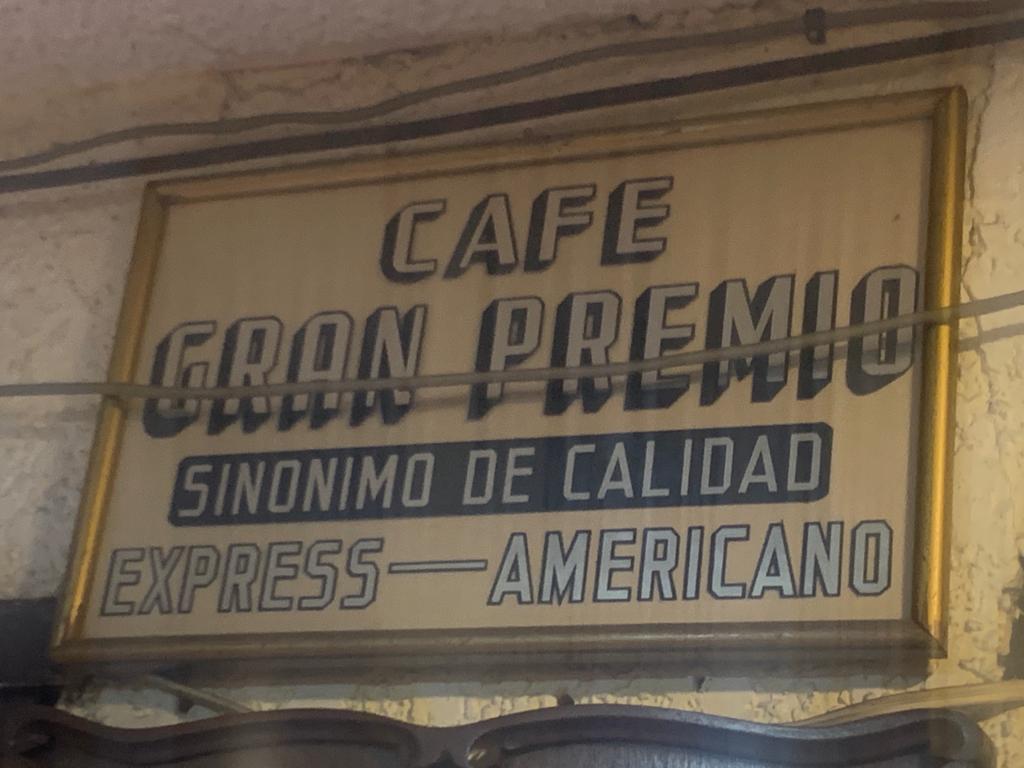 CAFE
GRAN PREMIO
SINONIMO DE CALIDAD
EXPRESS—AMERICANO